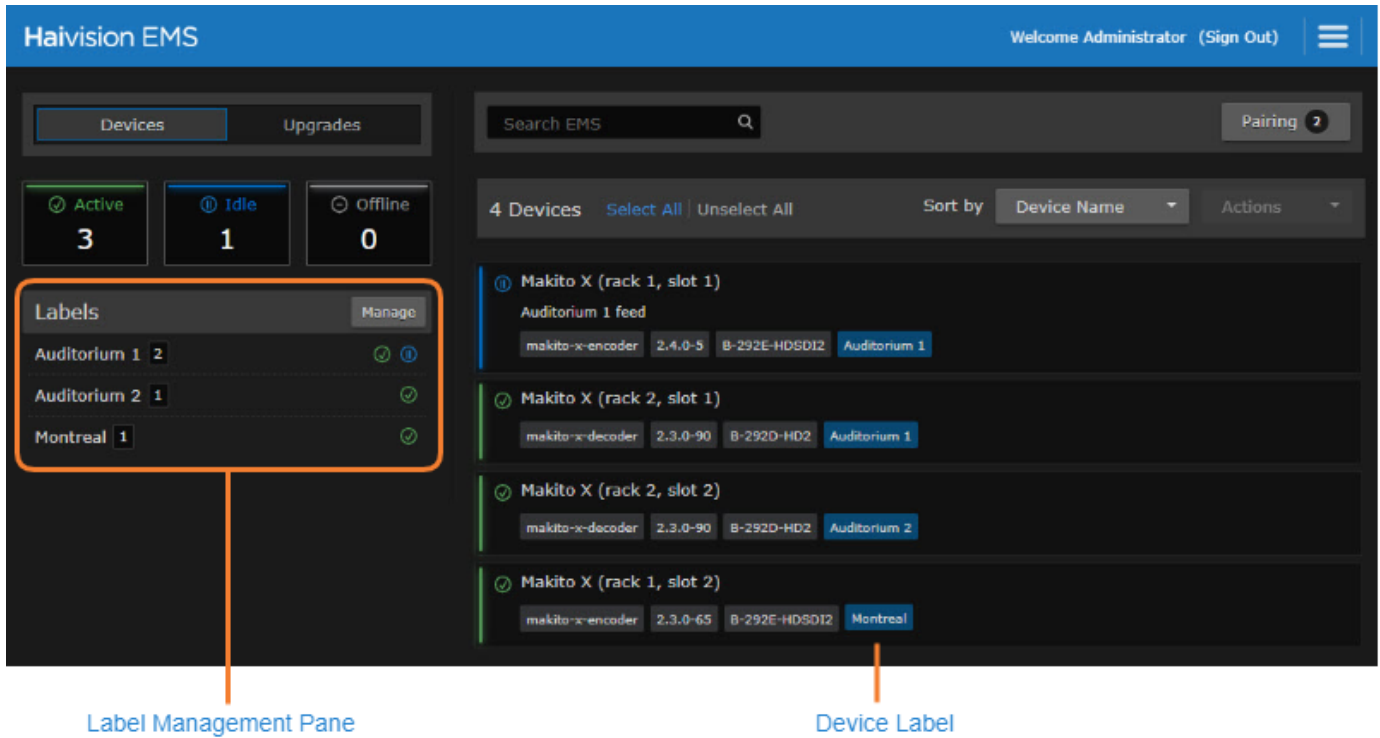 Haivision EMS
Welcome Administrator (Sign Out)
Devices Upgrades
Search EMS
Pairing 2
Active Idle Offline
3 1 0
4 Devices Select All | Unselect All Sort by Device Name Actions
Labels Manage
Auditorium 1 2
Auditorium 2 1
Montreal 1
Makito X (rack 1, slot 1)
Auditorium 1 feed
makito-x-encoder 2.4.0-5 B-292E-HDSDI2 Auditorium 1
Makito X (rack 2, slot 1)
makito-x-decoder 2.3.0-90 B-292D-HD2 Auditorium 1
Makito X (rack 2, slot 2)
makito-x-decoder 2.3.0-90 B-292D-HD2 Auditorium 2
Makito X (rack 1, slot 2)
makito-x-encoder 2.3.0-65 B-292E-HDSDI2 Montreal
Label Management Pane
Device Label